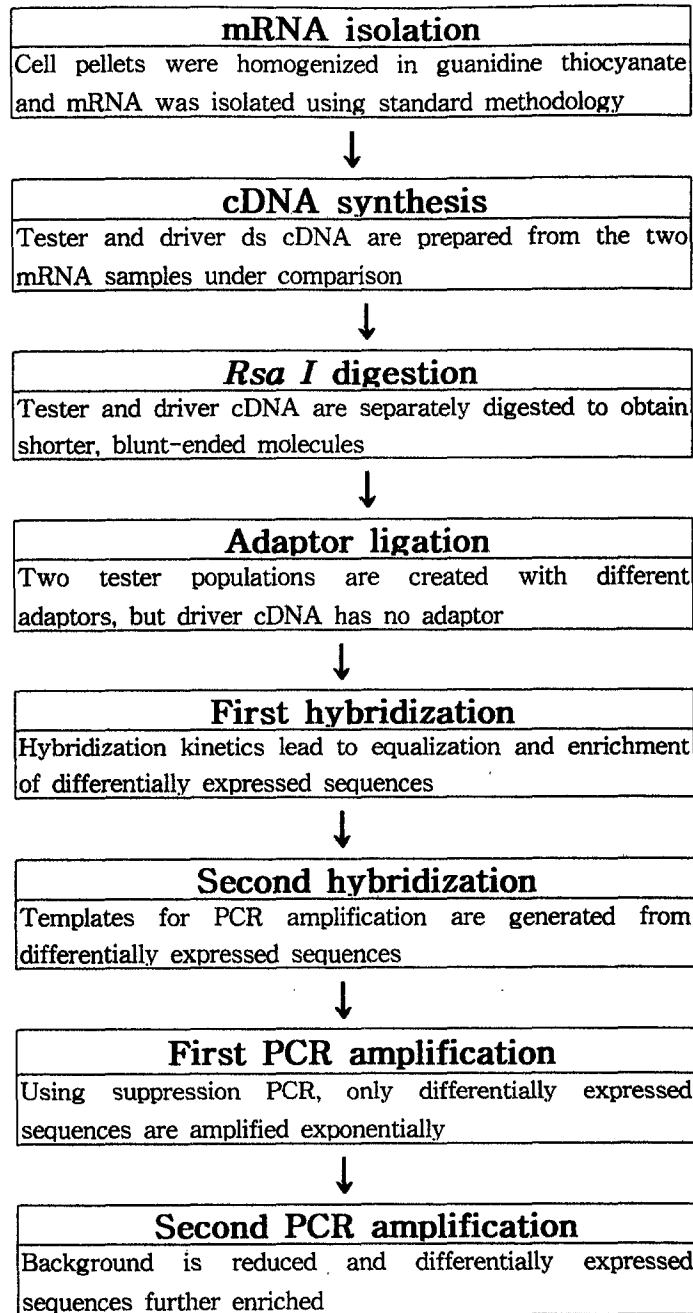 mRNA isolation
Cell pellets were homogenized in guanidine thiocyanate
and mRNA was isolated using standard methodology
↓
cDNA synthesis
Tester and driver ds cDNA are prepared from the two
mRNA samples under comparison
↓
Rsa I digestion
Tester and driver cDNA are separately digested to obtain
shorter, blunt-ended molecules
↓
Adaptor ligation
Two tester populations are created with different
adaptors, but driver cDNA has no adaptor
↓
First hybridization
Hybridization kinetics lead to equalization and enrichment
of differentially expressed sequences
↓
Second hybridization
Templates for PCR amplification are generated from
differentially expressed sequences
↓
First PCR amplification
Using suppression PCR, only differentially expressed
sequences are amplified exponentially
↓
Second PCR amplification
Background is reduced and differentially expressed
sequences further enriched